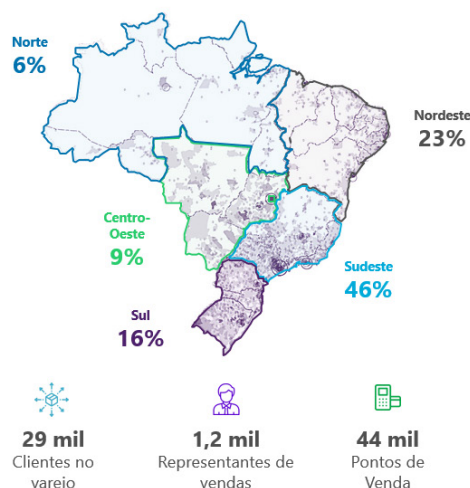 Norte
6%
Nordeste
23%
Centro-
Oeste
9%
Sudeste
46%
Sul
16%
29 mil
Clientes no
varejo
1,2 mil
Representantes de
vendas
44 mil
Pontos de
Venda